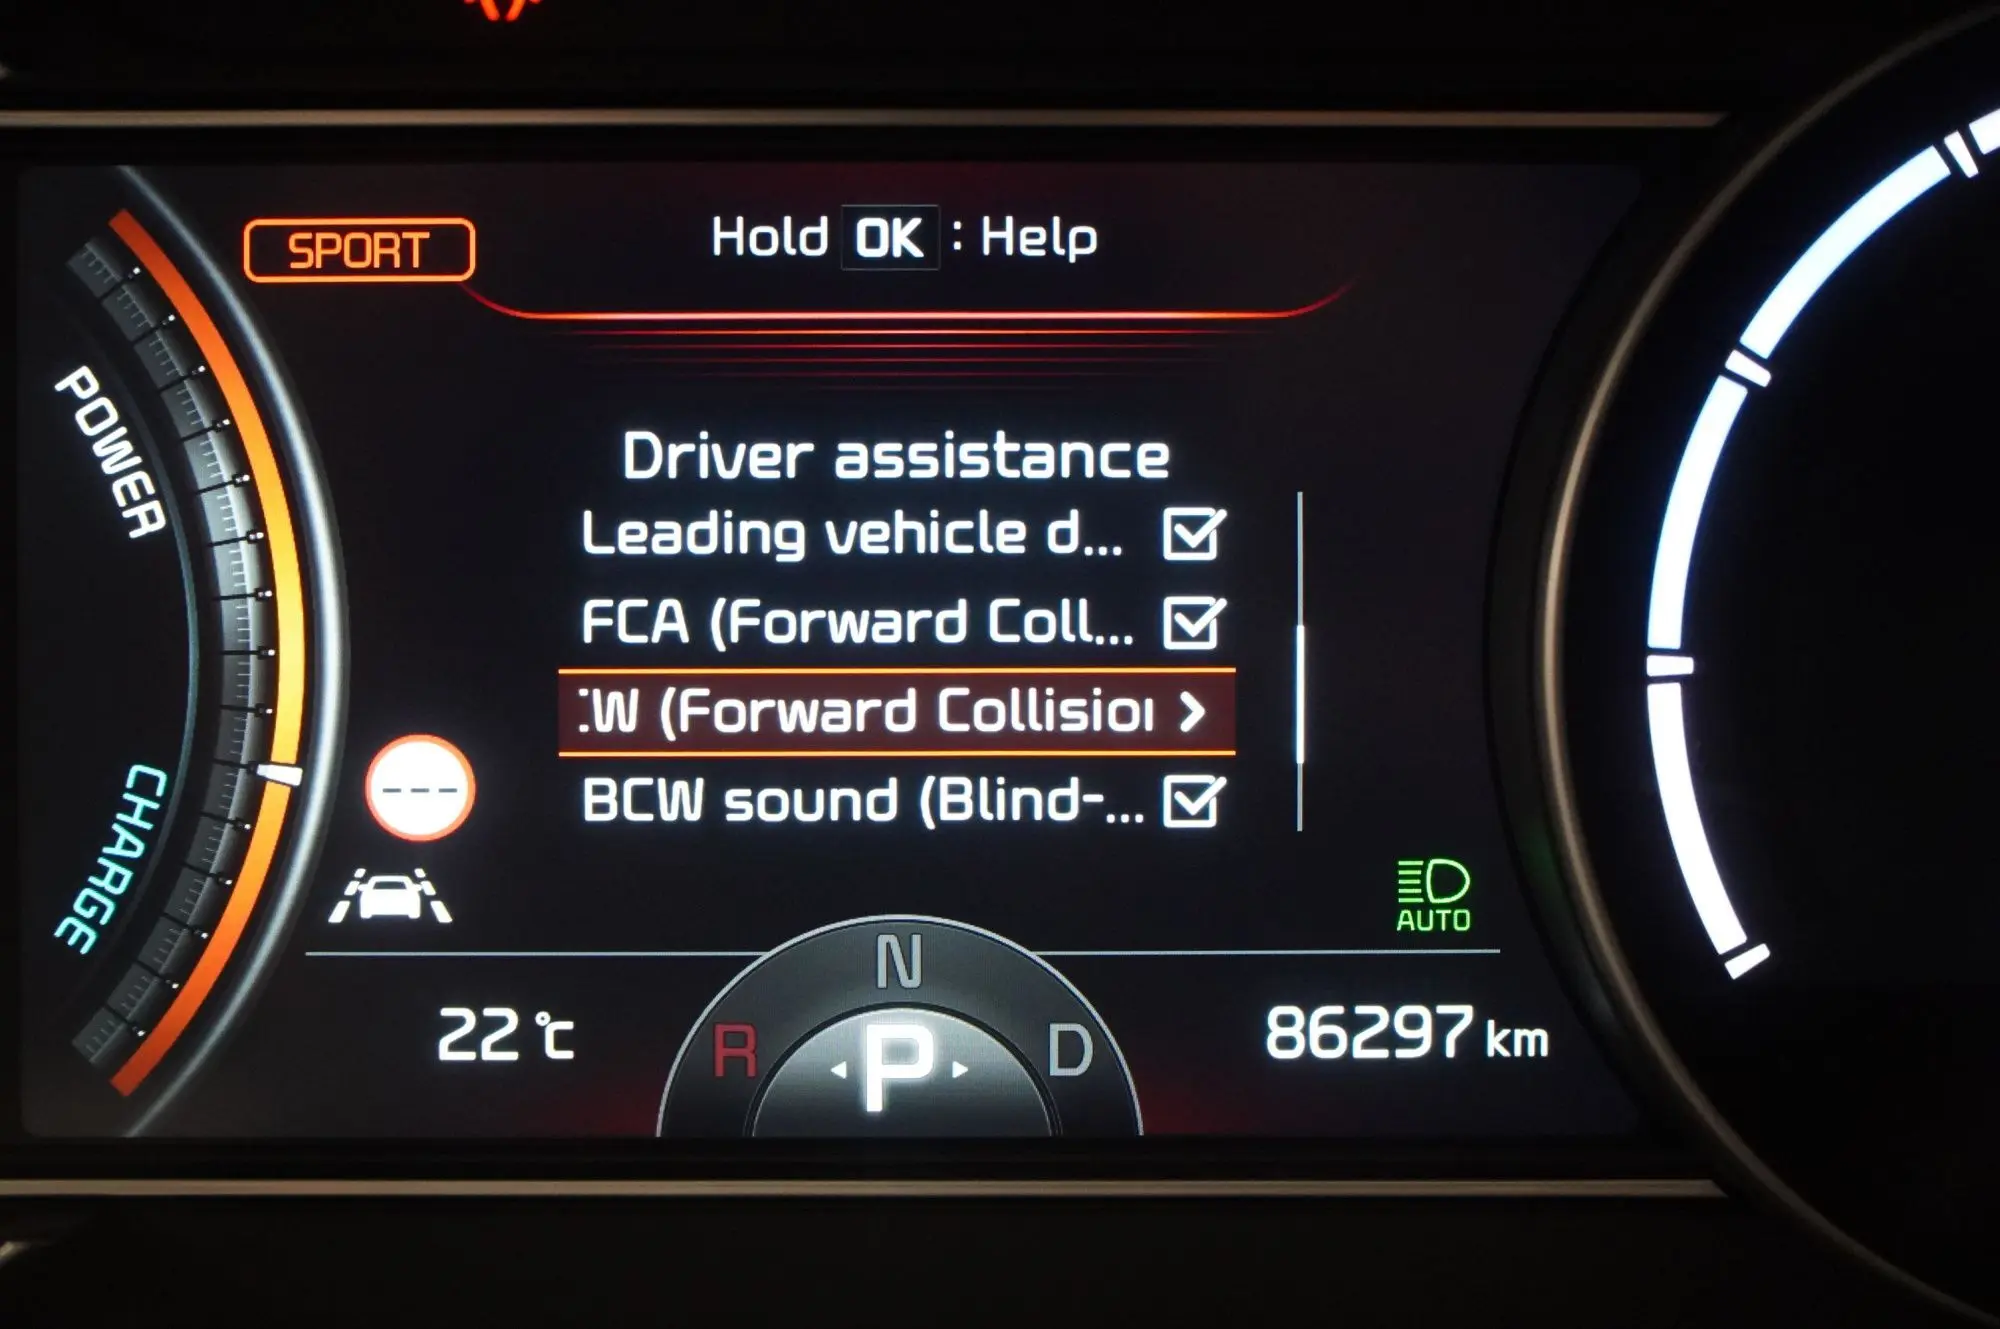 SPORT
Hold OK : Help
POWER
CHARGE
Driver assistance
Leading vehicle d...
FCA (Forward Coll...
W (Forward Collision
BCW sound (Blind-...
---
AUTO
N
R
P
D
22 °C
86297 km